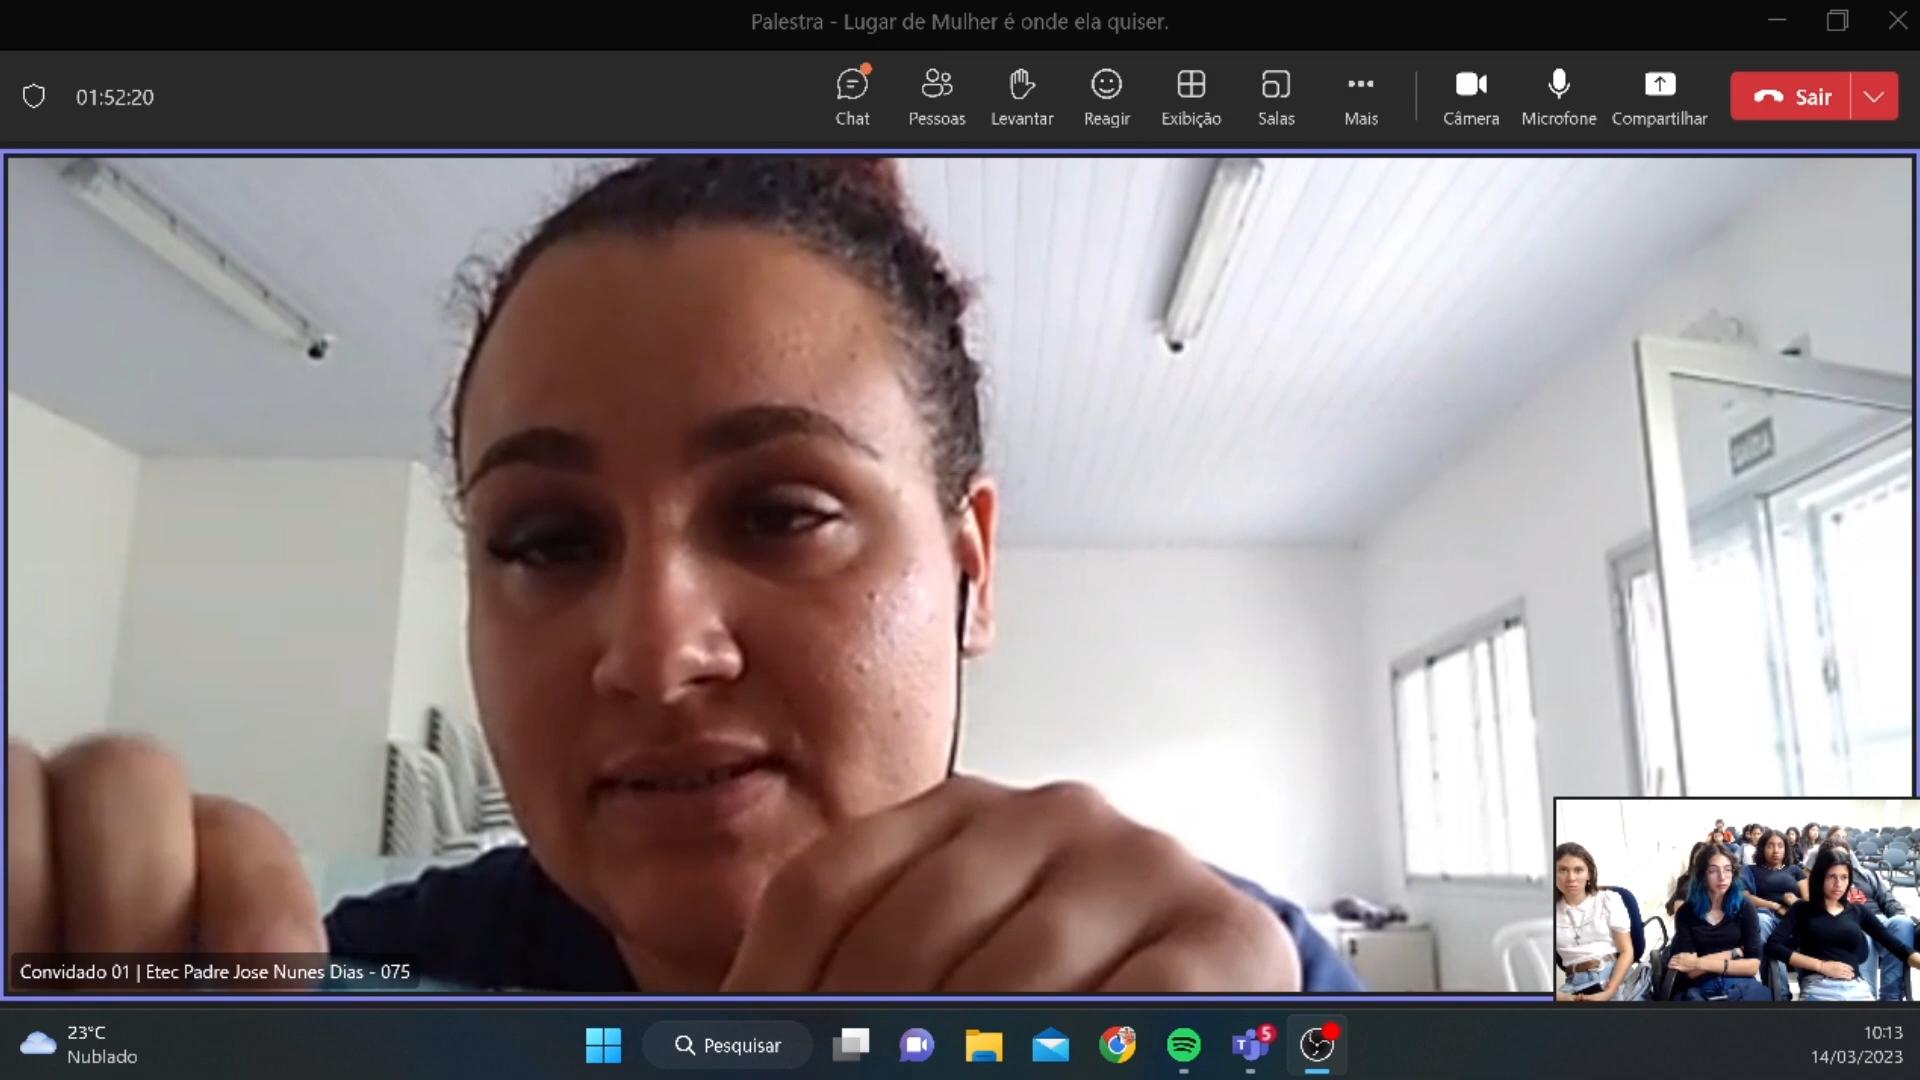 Palestra - Lugar de Mulher é onde ela quiser.
01:52:20
Chat
Pessoas
Levantar
Reagir
Exibição
Salas
Mais
Câmera
Microfone
Compartilhar
Sair
Convidado 01 | Etec Padre Jose Nunes Dias - 075
23°C
Nublado
Pesquisar
5
10:13
14/03/2023